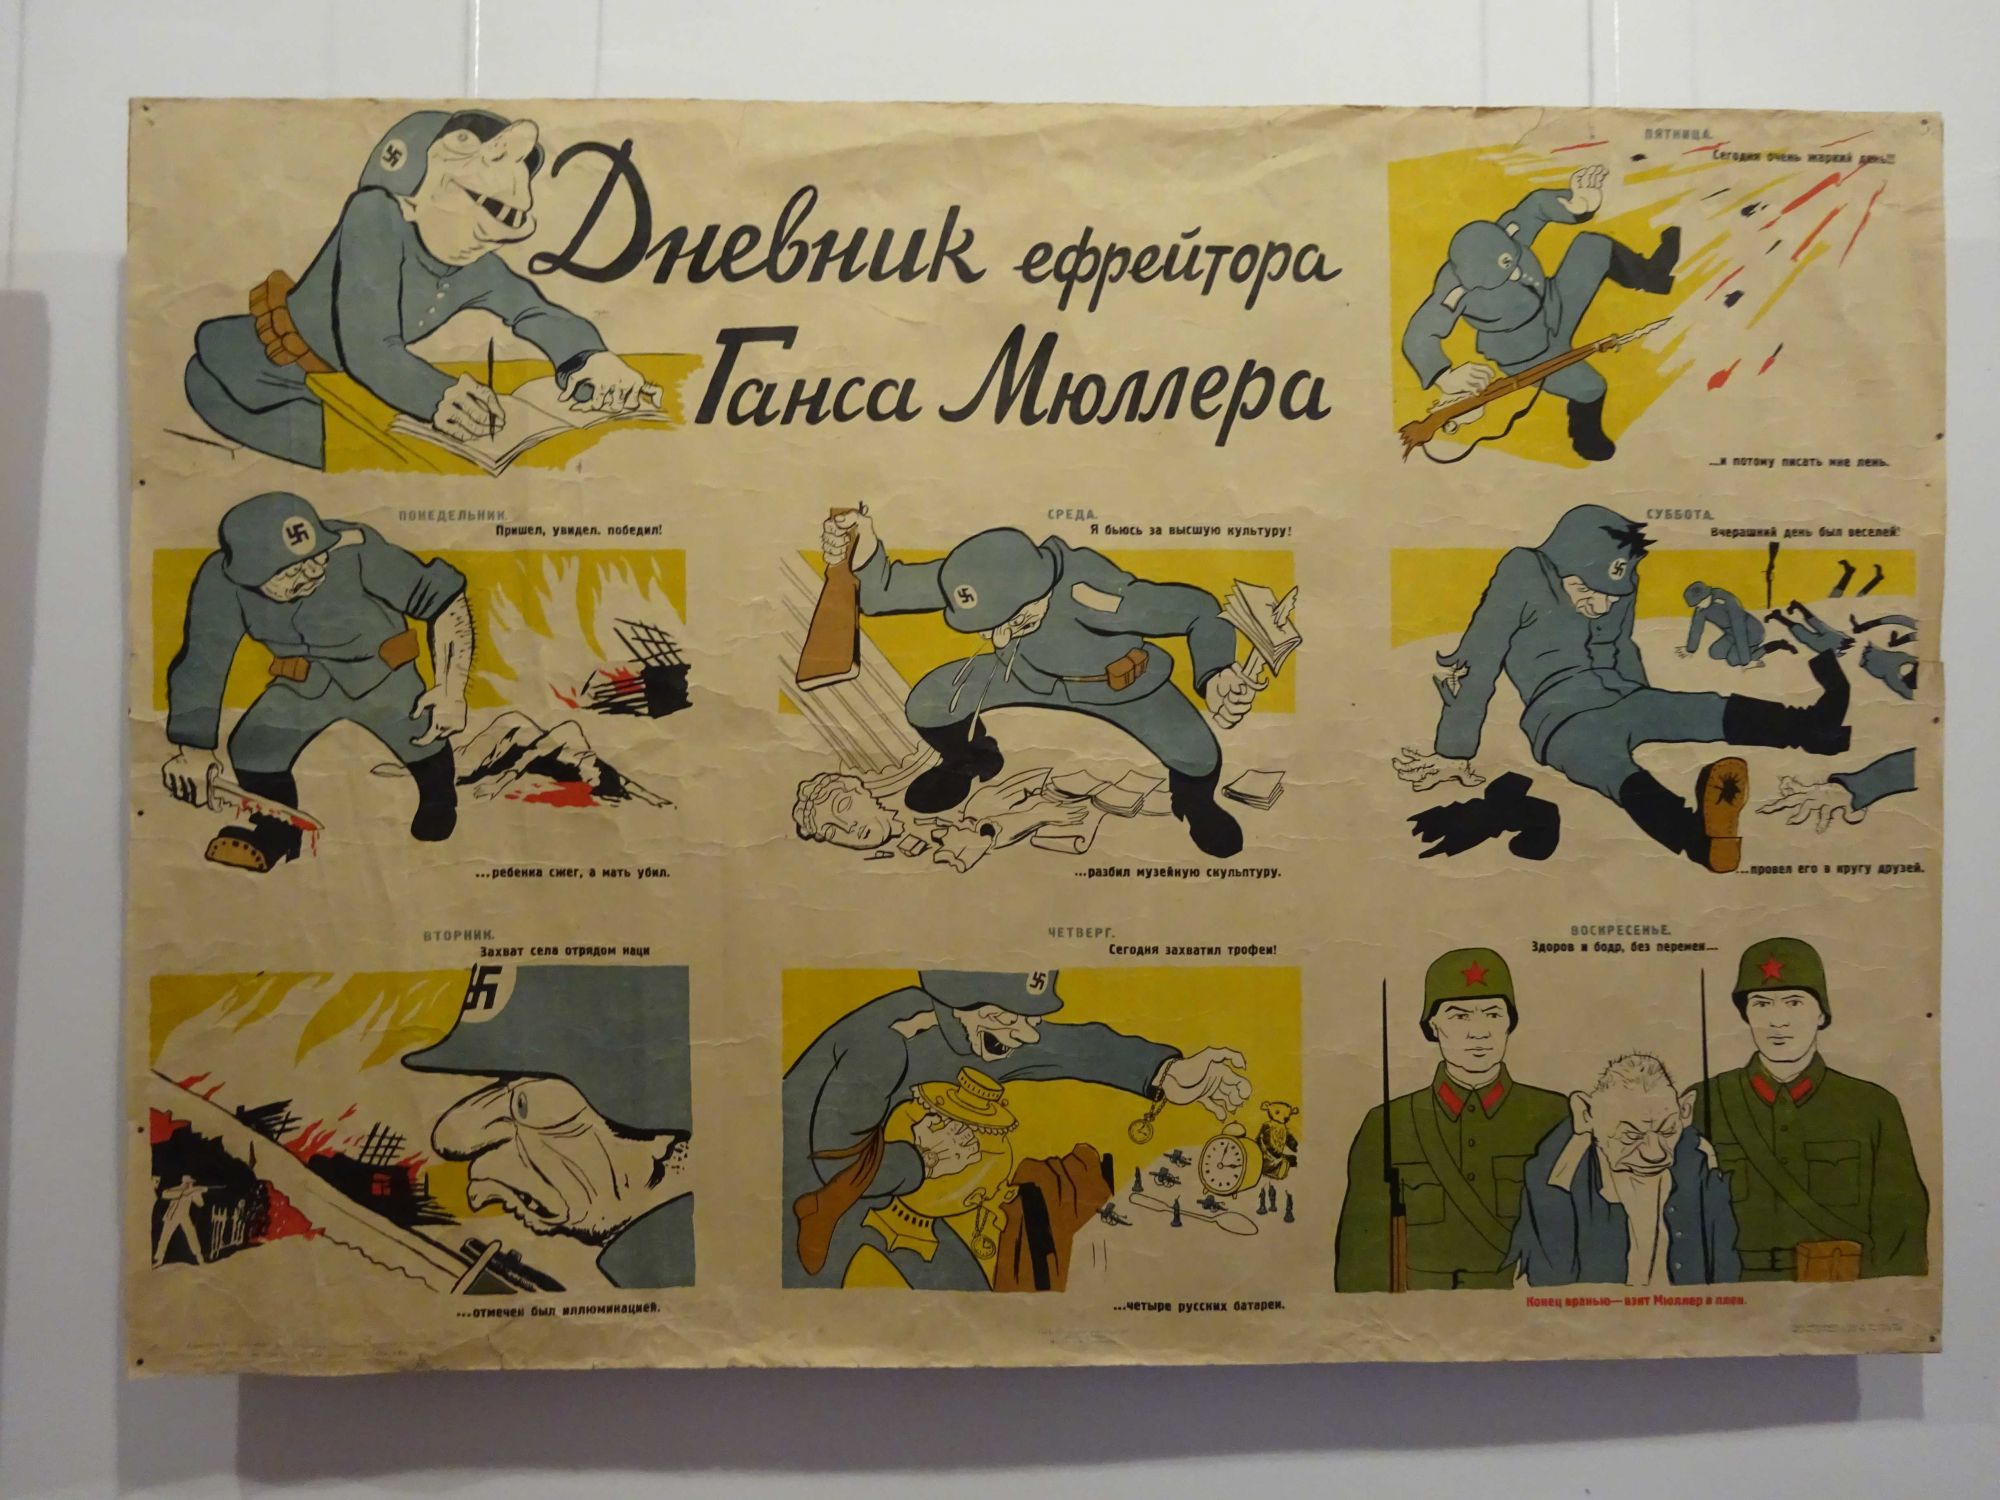 Дневник ефрейтора
Ганса Мюллера
ПОНЕДЕЛЬНИК.
Пришел, увидел. победил!
...ребенка сжег, а мать убил.
ВТОРНИК.
Захват села отрядом наци
...отмечен был иллюминацией.
СРЕДА.
Я бьюсь за высшую культуру!
...разбил музейную скульптуру.
ЧЕТВЕРГ.
Сегодня захватил трофеи!
...четыре русских батареи.
ПЯТНИЦА.
Сегодня очень жаркий день!!!
...и потому писать мне лень.
СУББОТА.
Вчерашний день был веселей!
...провел его в кругу друзей.
ВОСКРЕСЕНЬЕ.
Здоров и бодр, без перемен...
Конец вранью—взят Мюллер в плен.